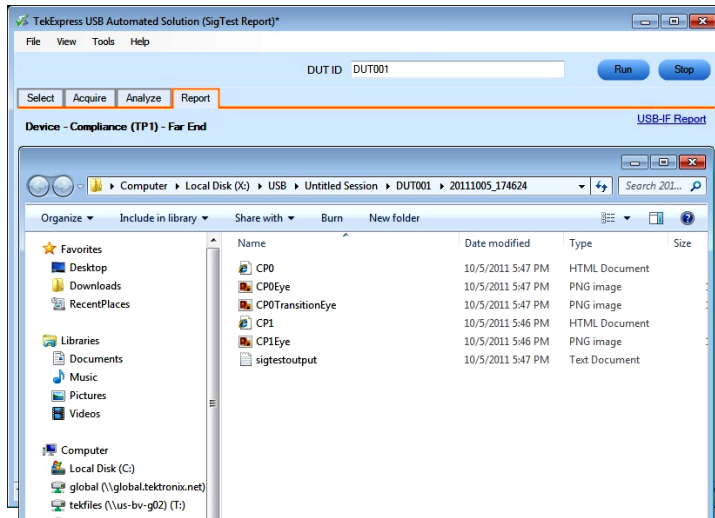 TekExpress USB Automated Solution (SigTest Report)*
File View Tools Help
DUT ID DUT001 Run Stop
Select Acquire Analyze Report
Device - Compliance (TP1) - Far End
USB-IF Report
Computer Local Disk (X:) USB Untitled Session DUT001 20111005_174624 Search 201...
Organize Include in library Share with Burn New folder
Name Date modified Type Size
Favorites
Desktop
Downloads
RecentPlaces
Libraries
Documents
Music
Pictures
Videos
Computer
Local Disk (C:)
global (\\global.tektronix.net)
tekfiles (\\us-bv-g02) (T:)
CP0 10/5/2011 5:47 PM HTML Document
CP0Eye 10/5/2011 5:47 PM PNG image
CP0TransitionEye 10/5/2011 5:47 PM PNG image
CP1 10/5/2011 5:46 PM HTML Document
CP1Eye 10/5/2011 5:46 PM PNG image
sigtestoutput 10/5/2011 5:47 PM Text Document